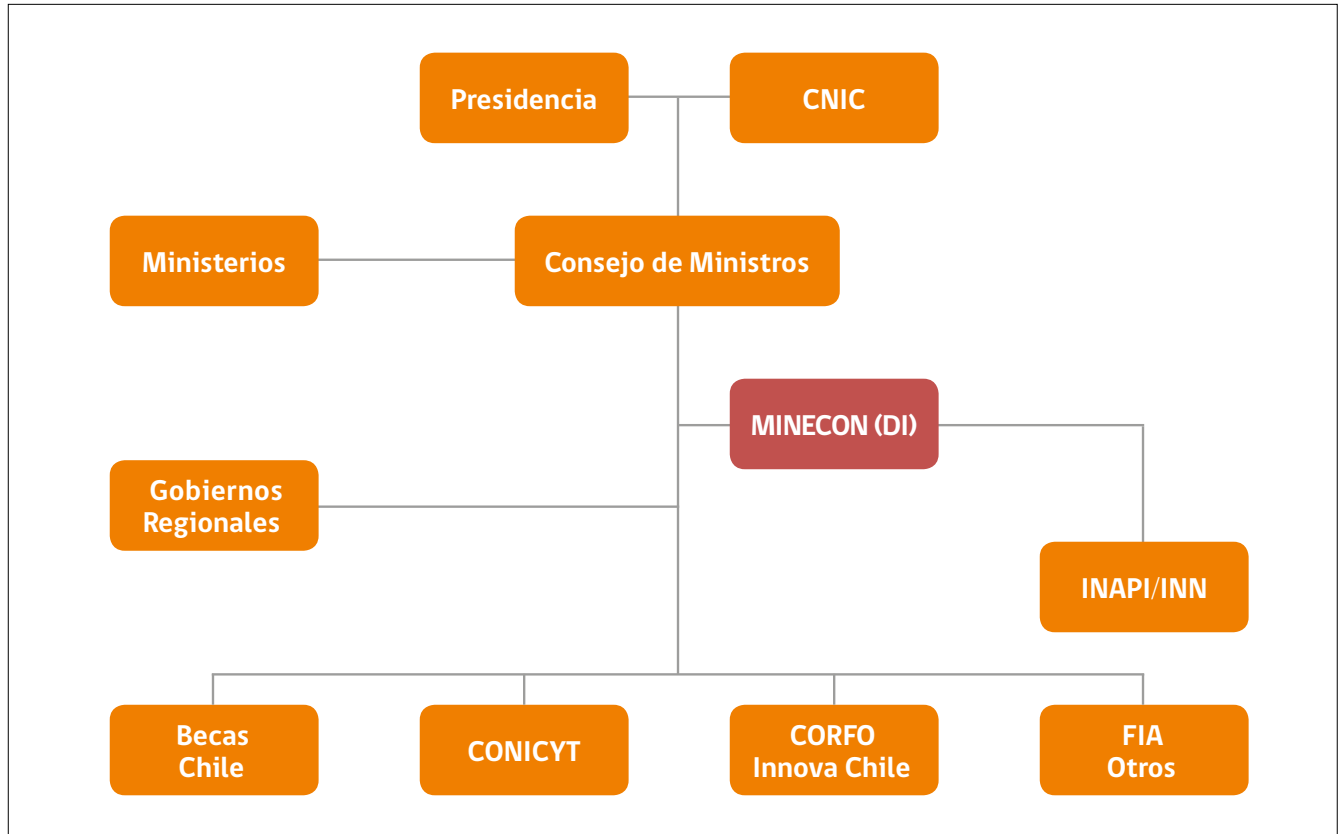 Presidencia
CNIC
Ministerios
Consejo de Ministros
MINECON (DI)
Gobiernos
Regionales
INAPI/INN
Becas
Chile
CONICYT
CORFO
Innova Chile
FIA
Otros